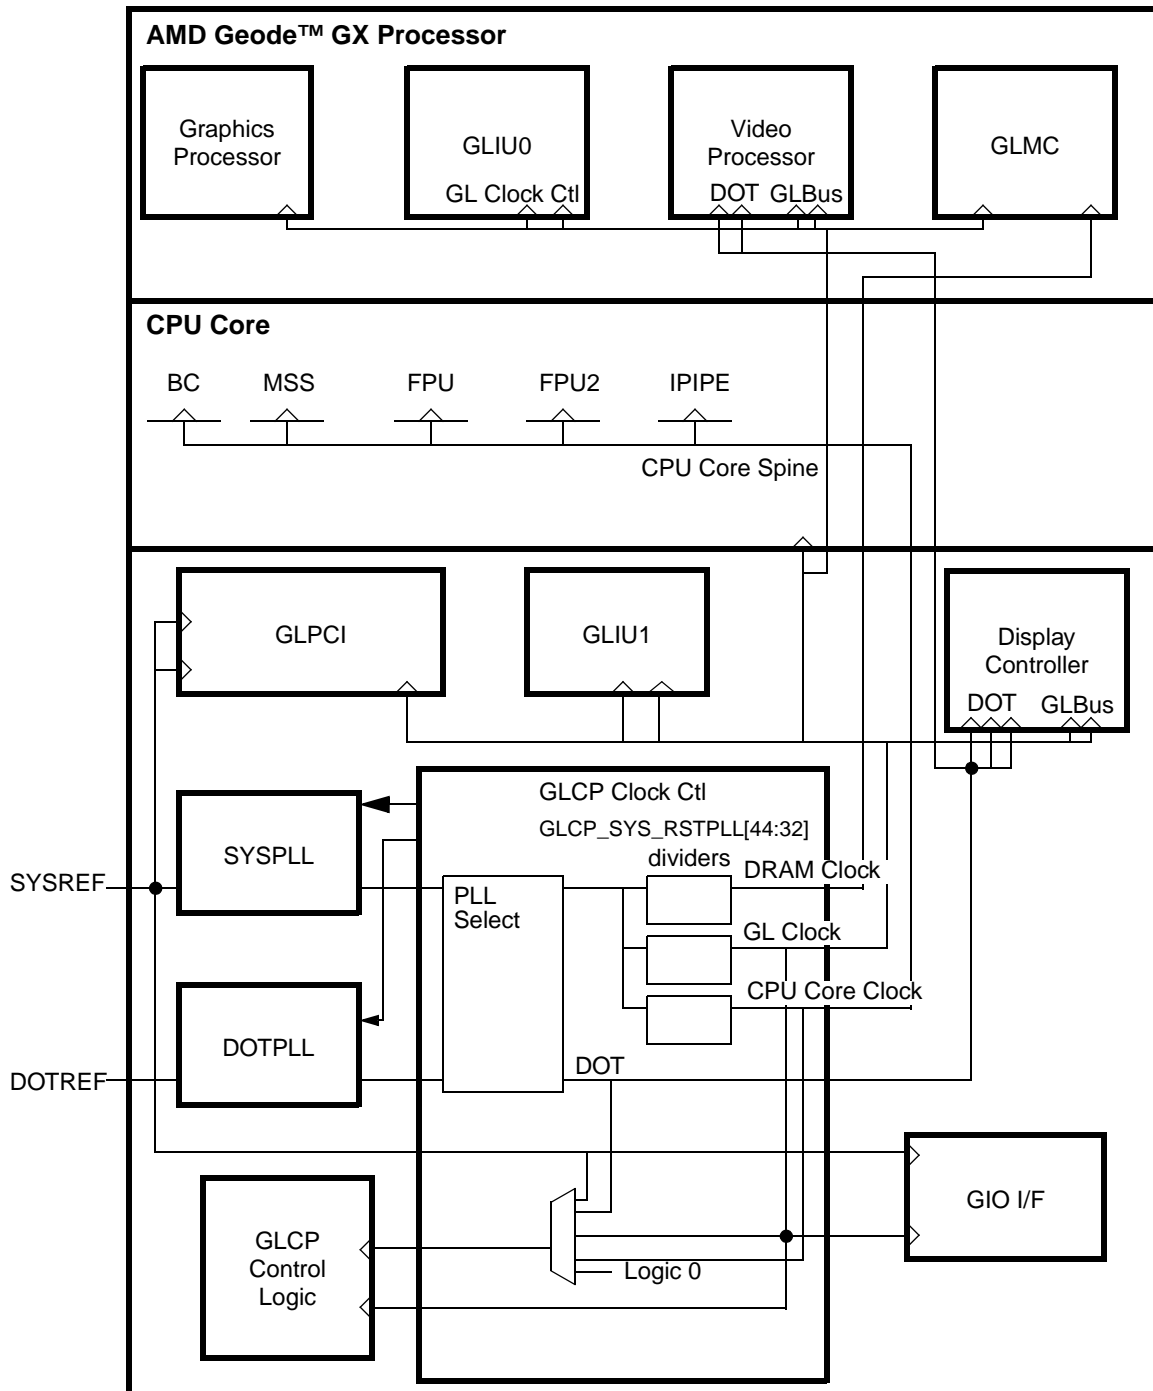 AMD Geode™ GX Processor
Graphics
Processor
GLIU0
GL Clock Ctl
Video
Processor
DOT GLBus
GLMC
CPU Core
BC
MSS
FPU
FPU2
IPIPE
CPU Core Spine
GLPCI
GLIU1
Display
Controller
DOT GLBus
GLCP Clock Ctl
GLCP_SYS_RSTPLL[44:32]
dividers
SYSPLL
SYSREF
PLL
Select
DRAM Clock
GL Clock
CPU Core Clock
DOTPLL
DOT
DOTREF
GIO I/F
GLCP
Control
Logic
Logic 0